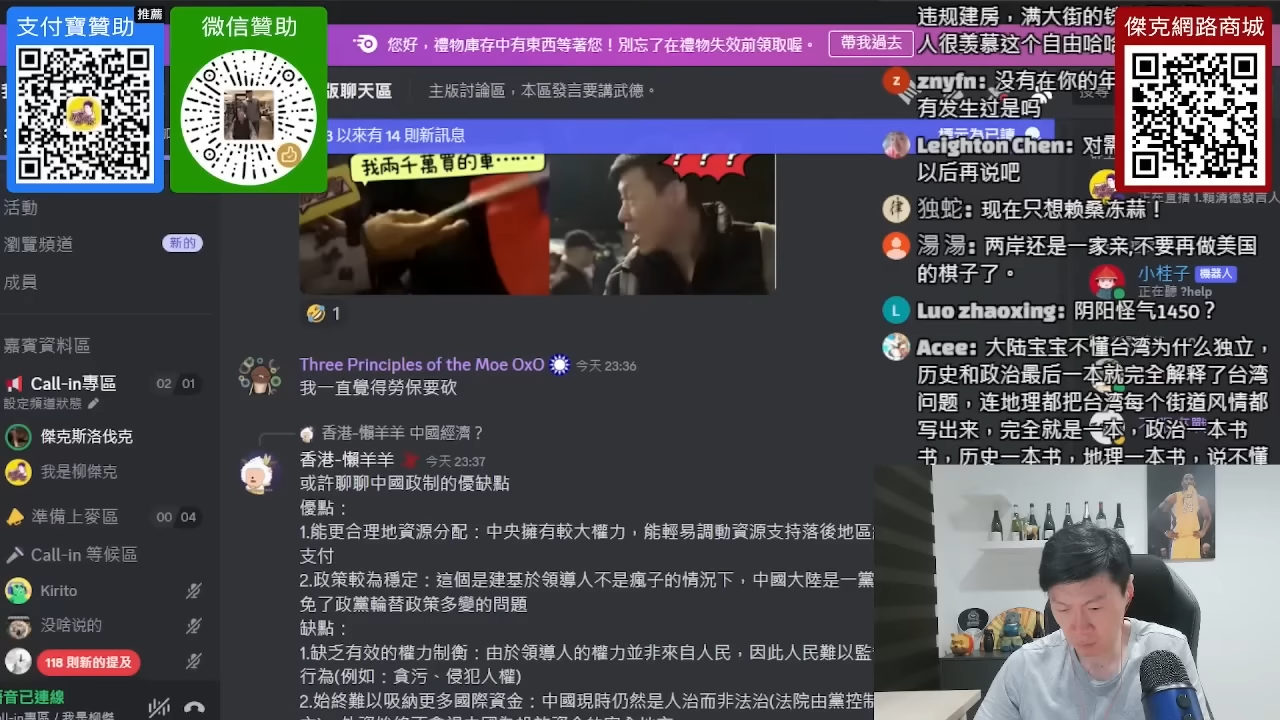 支付寶贊助
推薦
微信贊助
您好，禮物庫存中有東西等著您！別忘了在禮物失效前領取喔。
帶我過去
傑克網路商城
版聊天區
主版討論區，本區發言要講武德。
以來有 14 則新訊息
標示為已讀
活動
瀏覽頻道
新的
成員
嘉賓資料區
Call-in專區
02 01
設定頻道狀態
傑克斯洛伐克
我是柳傑克
準備上麥區
00 04
Call-in 等候區
Kirito
没啥说的
118 則新的提及
音已連線
我兩千萬買的車⋯⋯
???
1
Three Principles of the Moe OxO 今天 23:36
我一直覺得勞保要砍
香港-懶羊羊 中國經濟？
香港-懶羊羊 今天 23:37
或許聊聊中國政制的優缺點
優點：
1.能更合理地資源分配：中央擁有較大權力，能輕易調動資源支持落後地區
支付
2.政策較為穩定：這個是建基於領導人不是瘋子的情況下，中國大陸是一黨
免了政黨輪替政策多變的問題
缺點：
1.缺乏有效的權力制衡：由於領導人的權力並非來自人民，因此人民難以監
行為(例如：貪污、侵犯人權)
2.始終難以吸納更多國際資金：中國現時仍然是人治而非法治(法院由黨控制
违规建房，满大街的
人很羡慕这个自由哈哈
znyfn: 没有在你的年
有发生过是吗
Leighton Chen: 对
以后再说吧
独蛇: 现在只想赖桑冻蒜！
湯 湯: 两岸还是一家亲,不要再做美国
的棋子了。
小桂子 機器人
正在聽 ?help
Luo zhaoxing: 阴阳怪气1450？
Acee: 大陆宝宝不懂台湾为什么独立，
历史和政治最后一本就完全解释了台湾
问题，连地理都把台湾每个街道风情都
写出来，完全就是一本，政治一本书
书，历史一本书，地理一本书，说不懂